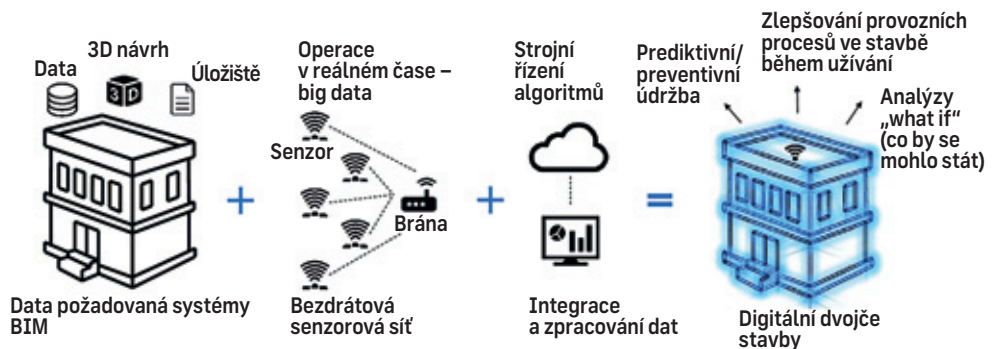 3D návrh
Data
Úložiště
Data požadovaná systémy
BIM
+
Operace
v reálném čase –
big data
Senzor
Brána
Bezdrátová
senzorová síť
+
Strojní
řízení
algoritmů
Integrace
a zpracování dat
=
Prediktivní/
preventivní
údržba
Zlepšování provozních
procesů ve stavbě
během užívání
Analýzy
„what if“
(co by se
mohlo stát)
Digitální dvojče
stavby
3D